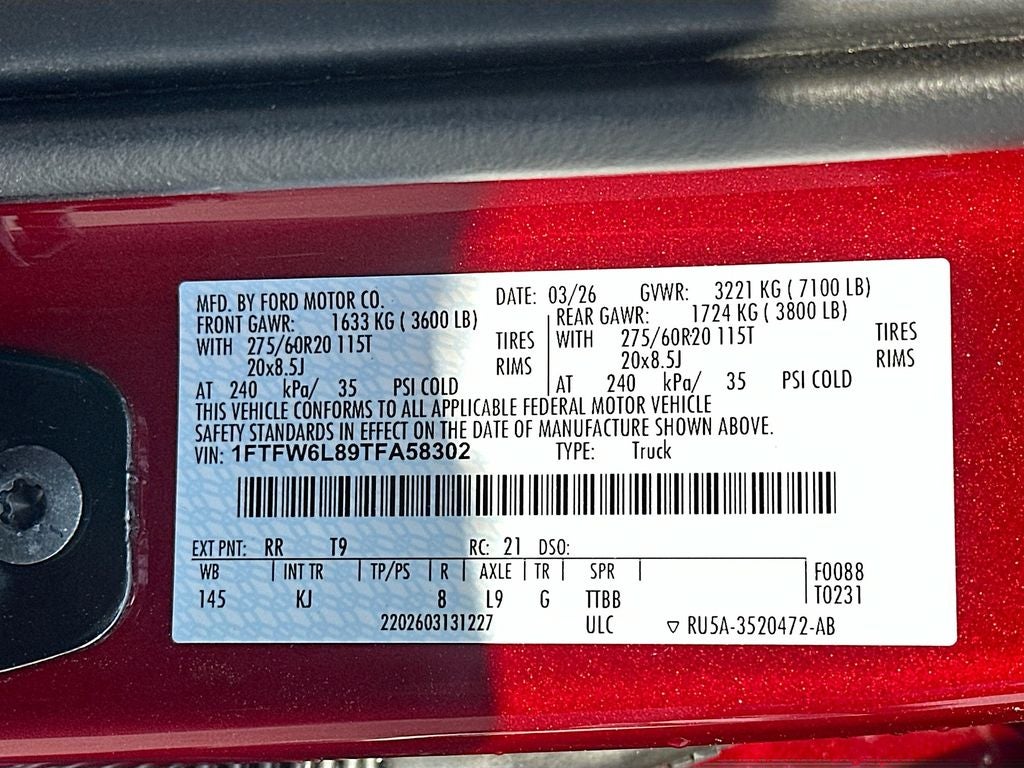 MFD. BY FORD MOTOR CO. DATE: 03/26 GVWR: 3221 KG ( 7100 LB)
FRONT GAWR: 1633 KG ( 3600 LB) REAR GAWR: 1724 KG ( 3800 LB)
WITH 275/60R20 115T TIRES WITH 275/60R20 115T TIRES
20x8.5J RIMS 20x8.5J RIMS
AT 240 kPa/ 35 PSI COLD AT 240 kPa/ 35 PSI COLD
THIS VEHICLE CONFORMS TO ALL APPLICABLE FEDERAL MOTOR VEHICLE
SAFETY STANDARDS IN EFFECT ON THE DATE OF MANUFACTURE SHOWN ABOVE.
VIN: 1FTFW6L89TFA58302 TYPE: Truck
EXT PNT: RR T9 RC: 21 DSO:
WB INT TR TP/PS R AXLE TR SPR F0088
145 KJ 8 L9 G TTBB T0231
2202603131227 ULC ▽ RU5A-3520472-AB